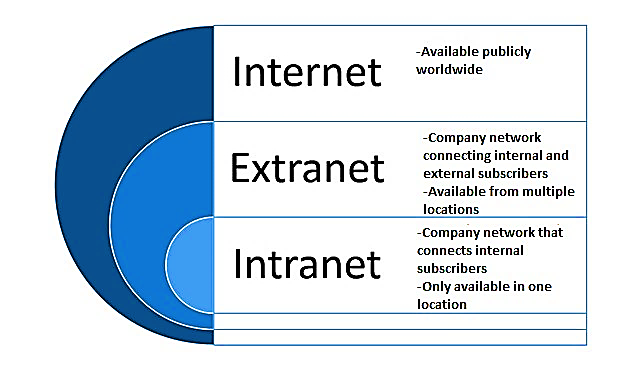 Internet
-Available publicly
worldwide
Extranet
-Company network
connecting internal and
external subscribers
-Available from multiple
locations
Intranet
-Company network that
connects internal
subscribers
-Only available in one
location